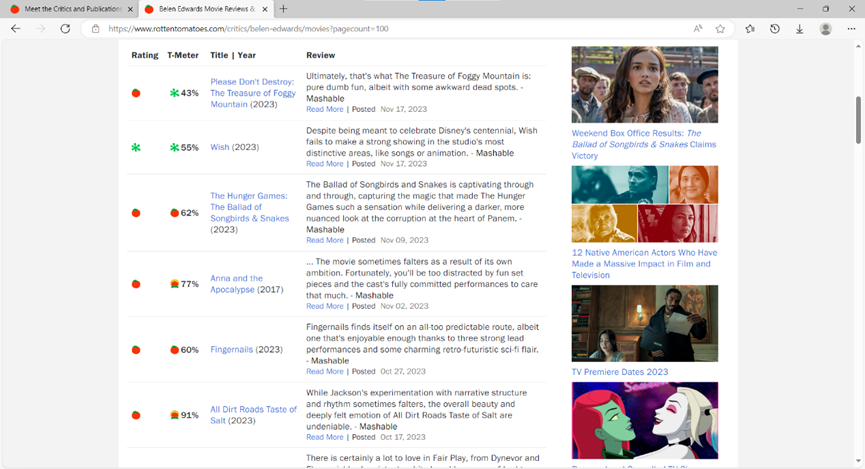 Meet the Critics and Publications
Belen Edwards Movie Reviews &
https://www.rottentomatoes.com/critics/belen-edwards/movies?pagecount=100
Rating T-Meter Title | Year Review
43%
Please Don't Destroy:
The Treasure of Foggy
Mountain (2023)
Ultimately, that's what The Treasure of Foggy Mountain is:
pure dumb fun, albeit with some awkward dead spots. -
Mashable
Read More | Posted Nov 17, 2023
55%
Wish (2023)
Despite being meant to celebrate Disney's centennial, Wish
fails to make a strong showing in the studio's most
distinctive areas, like songs or animation. - Mashable
Read More | Posted Nov 17, 2023
62%
The Hunger Games:
The Ballad of
Songbirds & Snakes
(2023)
The Ballad of Songbirds and Snakes is captivating through
and through, capturing the magic that made The Hunger
Games such a sensation while delivering a darker, more
nuanced look at the corruption at the heart of Panem. -
Mashable
Read More | Posted Nov 09, 2023
77%
Anna and the
Apocalypse (2017)
... The movie sometimes falters as a result of its own
ambition. Fortunately, you'll be too distracted by fun set
pieces and the cast's fully committed performances to care
that much. - Mashable
Read More | Posted Nov 02, 2023
60%
Fingernails (2023)
Fingernails finds itself on an all-too predictable route, albeit
one that's enjoyable enough thanks to three strong lead
performances and some charming retro-futuristic sci-fi flair.
- Mashable
Read More | Posted Oct 27, 2023
91%
All Dirt Roads Taste of
Salt (2023)
While Jackson's experimentation with narrative structure
and rhythm sometimes falters, the overall beauty and
deeply felt emotion of All Dirt Roads Taste of Salt are
undeniable. - Mashable
Read More | Posted Oct 17, 2023
There is certainly a lot to love in Fair Play, from Dynevor and
Weekend Box Office Results: The
Ballad of Songbirds & Snakes Claims
Victory
12 Native American Actors Who Have
Made a Massive Impact in Film and
Television
TV Premiere Dates 2023